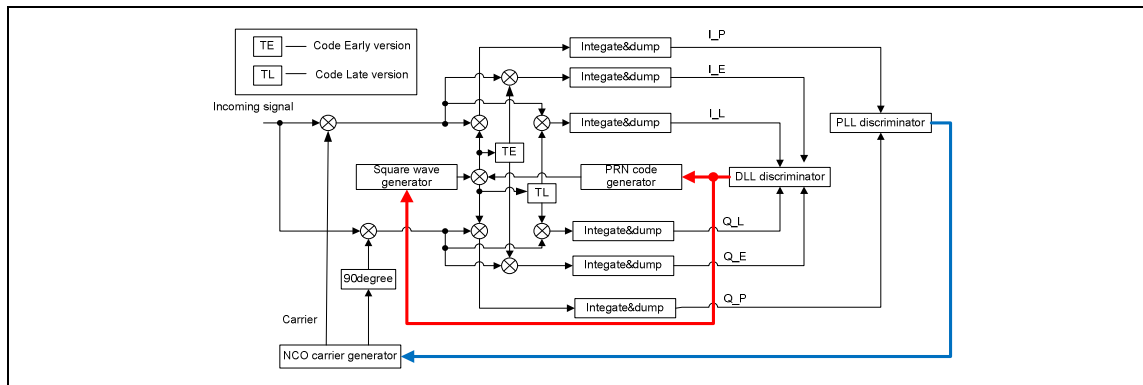 TE
Code Early version
TL
Code Late version
Incoming signal
Integate&dump
I_P
Integate&dump
I_E
Integate&dump
I_L
PLL discriminator
TE
Square wave
generator
PRN code
generator
DLL discriminator
TL
Integate&dump
Q_L
Integate&dump
Q_E
90degree
Integate&dump
Q_P
Carrier
NCO carrier generator